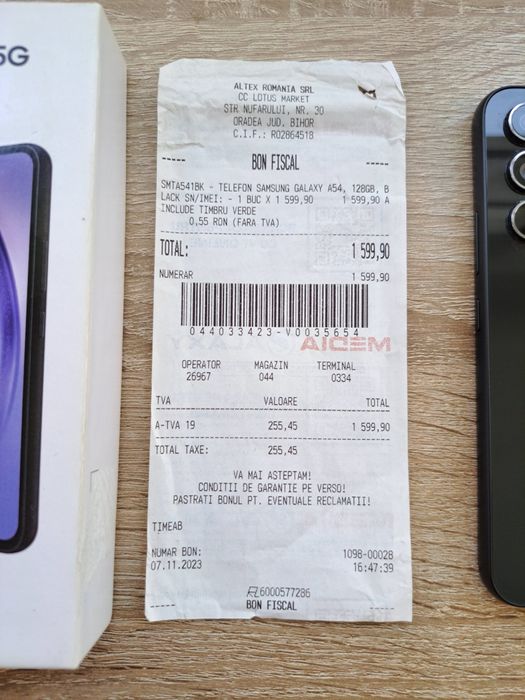 5G
ALTEX ROMANIA SRL
CC LOTUS MARKET
STR NUFARULUI, NR. 30
ORADEA JUD. BIHOR
C.I.F.: RO2864518
----- BON FISCAL -----
SMTA541BK - TELEFON SAMSUNG GALAXY A54, 128GB, B
LACK SN/IMEI: - 1 BUC X 1 599,90 1 599,90 A
INCLUDE TIMBRU VERDE
0,55 RON (FARA TVA)
TOTAL: 1 599,90
NUMERAR 1 599,90
044033423-V0035654
MEDIA
OPERATOR MAGAZIN TERMINAL
26967 044 0334
TVA VALOARE TOTAL
A-TVA 19 255,45 1 599,90
TOTAL TAXE: 255,45
VA MAI ASTEPTAM!
CONDITII DE GARANTIE PE VERSO!
PASTRATI BONUL PT. EVENTUALE RECLAMATII!
TIMEAB
NUMAR BON: 1098-00028
07.11.2023 16:47:39
6000577286
----- BON FISCAL -----